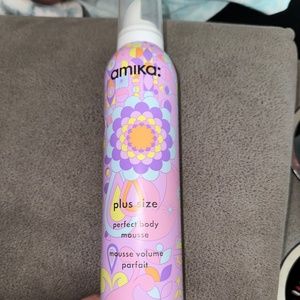 amika:
plus size
perfect body
mousse
mousse volume
parfait